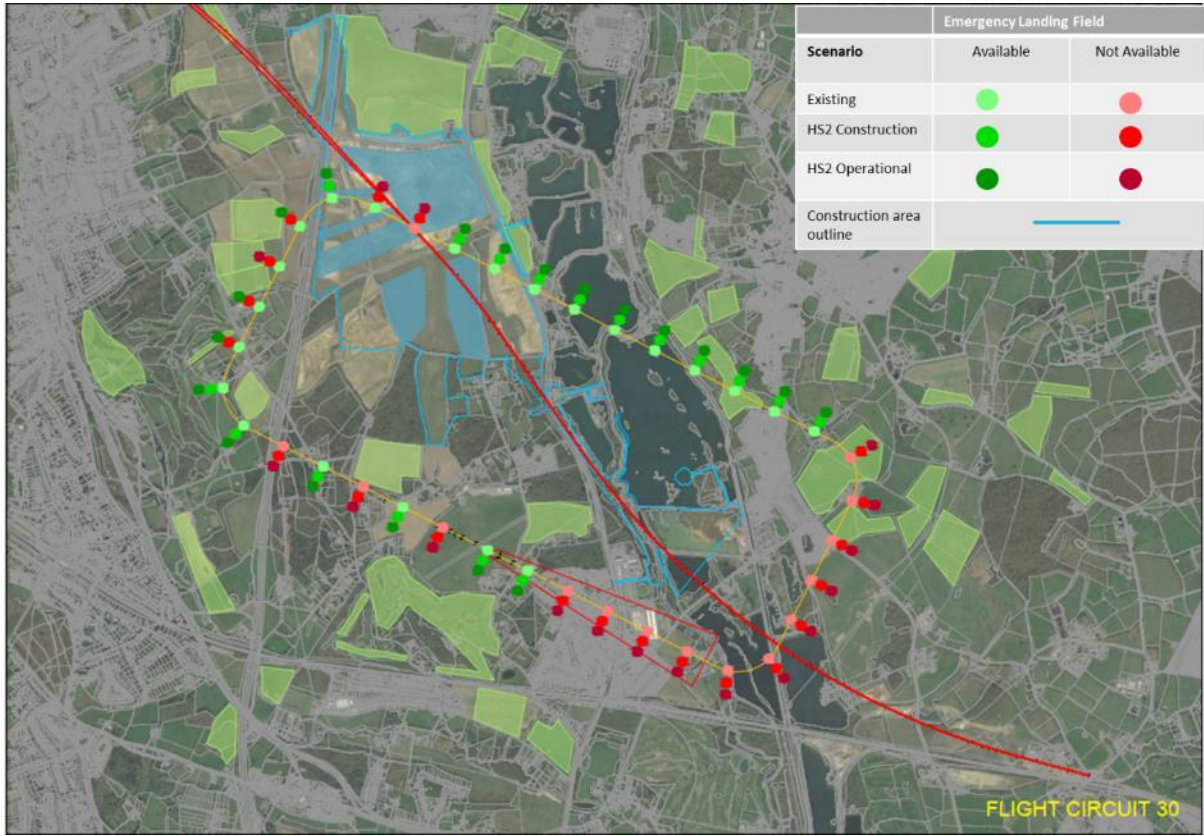 Emergency Landing Field
Scenario
Available
Not Available
Existing
HS2 Construction
HS2 Operational
Construction area
outline
FLIGHT CIRCUIT 30